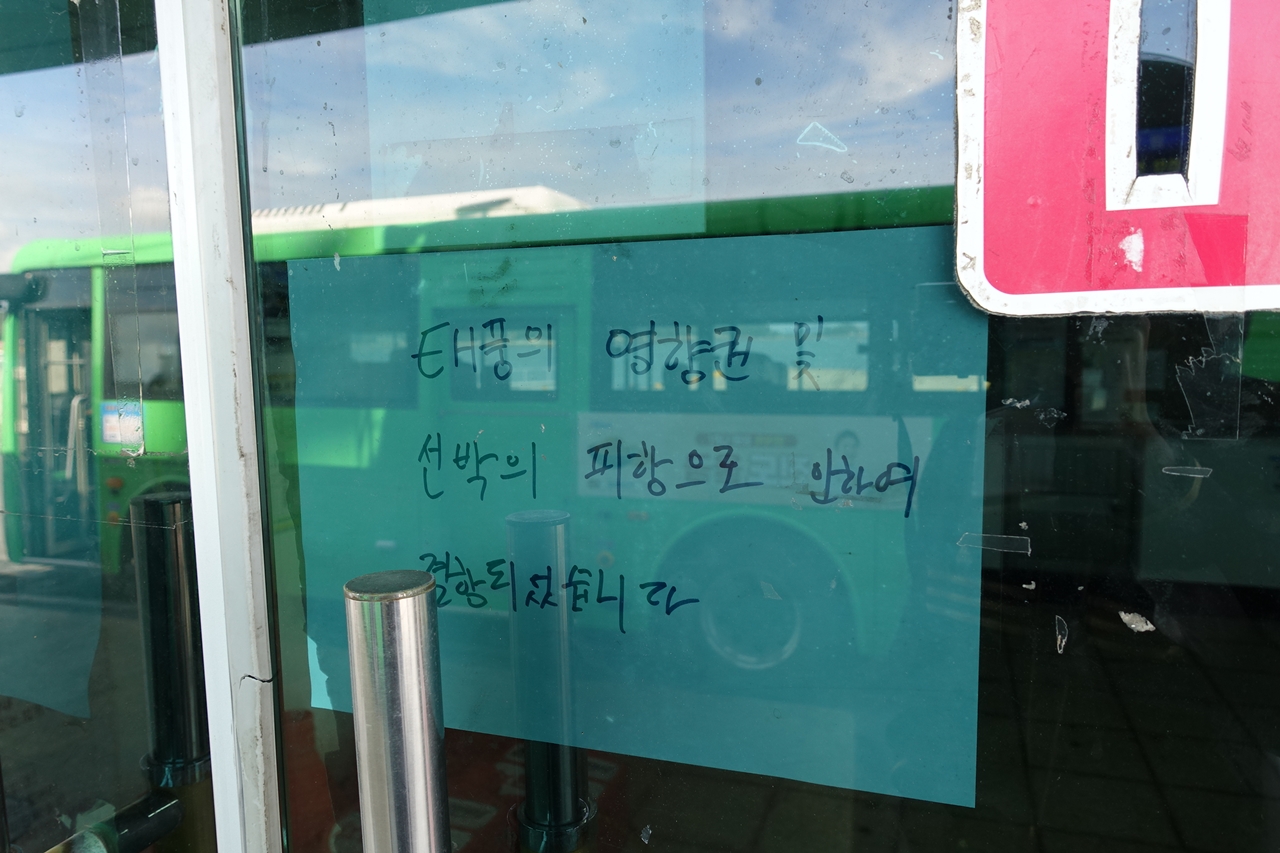 태풍의 영향권 및
선박의 피항으로 인하여
결항되었습니다